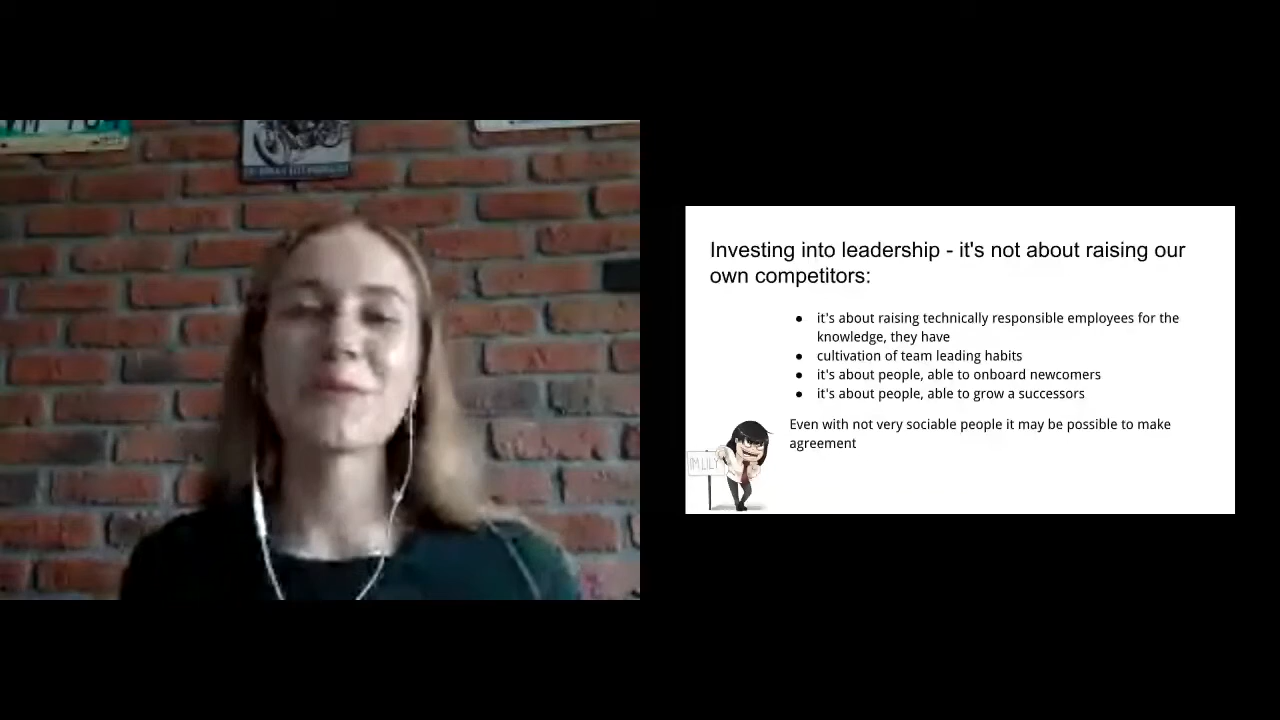 Investing into leadership - it's not about raising our
own competitors:
● it's about raising technically responsible employees for the
knowledge, they have
● cultivation of team leading habits
● it's about people, able to onboard newcomers
● it's about people, able to grow a successors
Even with not very sociable people it may be possible to make
agreement
I'M LILY